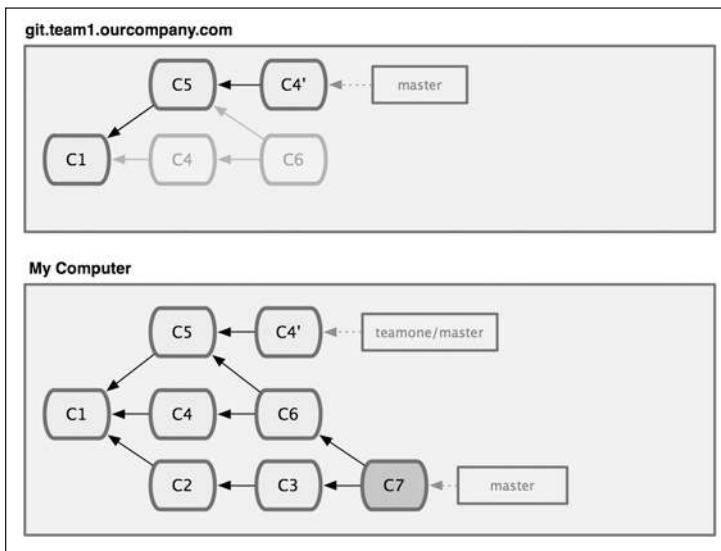 git.team1.ourcompany.com
C5 C4' master
C1 C4 C6
My Computer
C5 C4' teamone/master
C1 C4 C6
C2 C3 C7 master